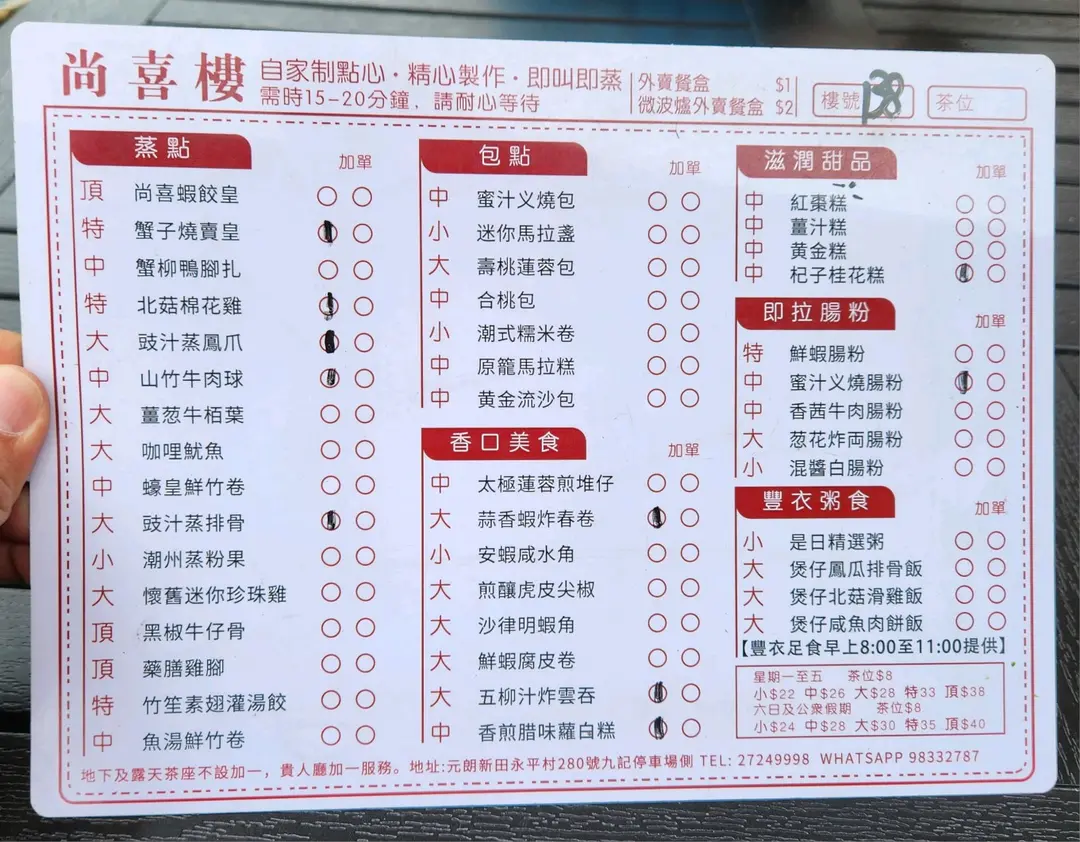 尚喜樓
自家制點心·精心製作·即叫即蒸
需時15-20分鐘，請耐心等待
外賣餐盒 $1
微波爐外賣餐盒 $2
樓號 138
茶位
蒸點 加單
頂 尚喜蝦餃皇
特 蟹子燒賣皇
中 蟹柳鴨腳扎
特 北菇棉花雞
大 豉汁蒸鳳爪
中 山竹牛肉球
大 薑葱牛栢葉
大 咖哩魷魚
中 蠔皇鮮竹卷
大 豉汁蒸排骨
小 潮州蒸粉果
大 懷舊迷你珍珠雞
頂 黑椒牛仔骨
頂 藥膳雞腳
特 竹笙素翅灌湯餃
中 魚湯鮮竹卷
包點 加單
中 蜜汁义燒包
小 迷你馬拉盞
大 壽桃蓮蓉包
中 合桃包
小 潮式糯米卷
中 原籠馬拉糕
中 黄金流沙包
香口美食 加單
中 太極蓮蓉煎堆仔
大 蒜香蝦炸春卷
小 安蝦咸水角
大 煎釀虎皮尖椒
大 沙律明蝦角
大 鮮蝦腐皮卷
大 五柳汁炸雲吞
中 香煎腊味蘿白糕
滋潤甜品 加單
中 紅棗糕
中 薑汁糕
中 黄金糕
中 杞子桂花糕
即拉腸粉 加單
特 鮮蝦腸粉
中 蜜汁义燒腸粉
中 香茜牛肉腸粉
大 葱花炸両腸粉
小 混醬白腸粉
豐衣粥食 加單
小 是日精選粥
大 煲仔鳳瓜排骨飯
大 煲仔北菇滑雞飯
大 煲仔咸魚肉餅飯
【豐衣足食早上8:00至11:00提供】
星期一至五 茶位$8
小$22 中$26 大$28 特33 頂$38
六日及公衆假期 茶位$8
小$24 中$28 大$30 特35 頂$40
地下及露天茶座不設加一，貴人廳加一服務。地址:元朗新田永平村280號九記停車場側 TEL: 27249998 WHATSAPP 98332787